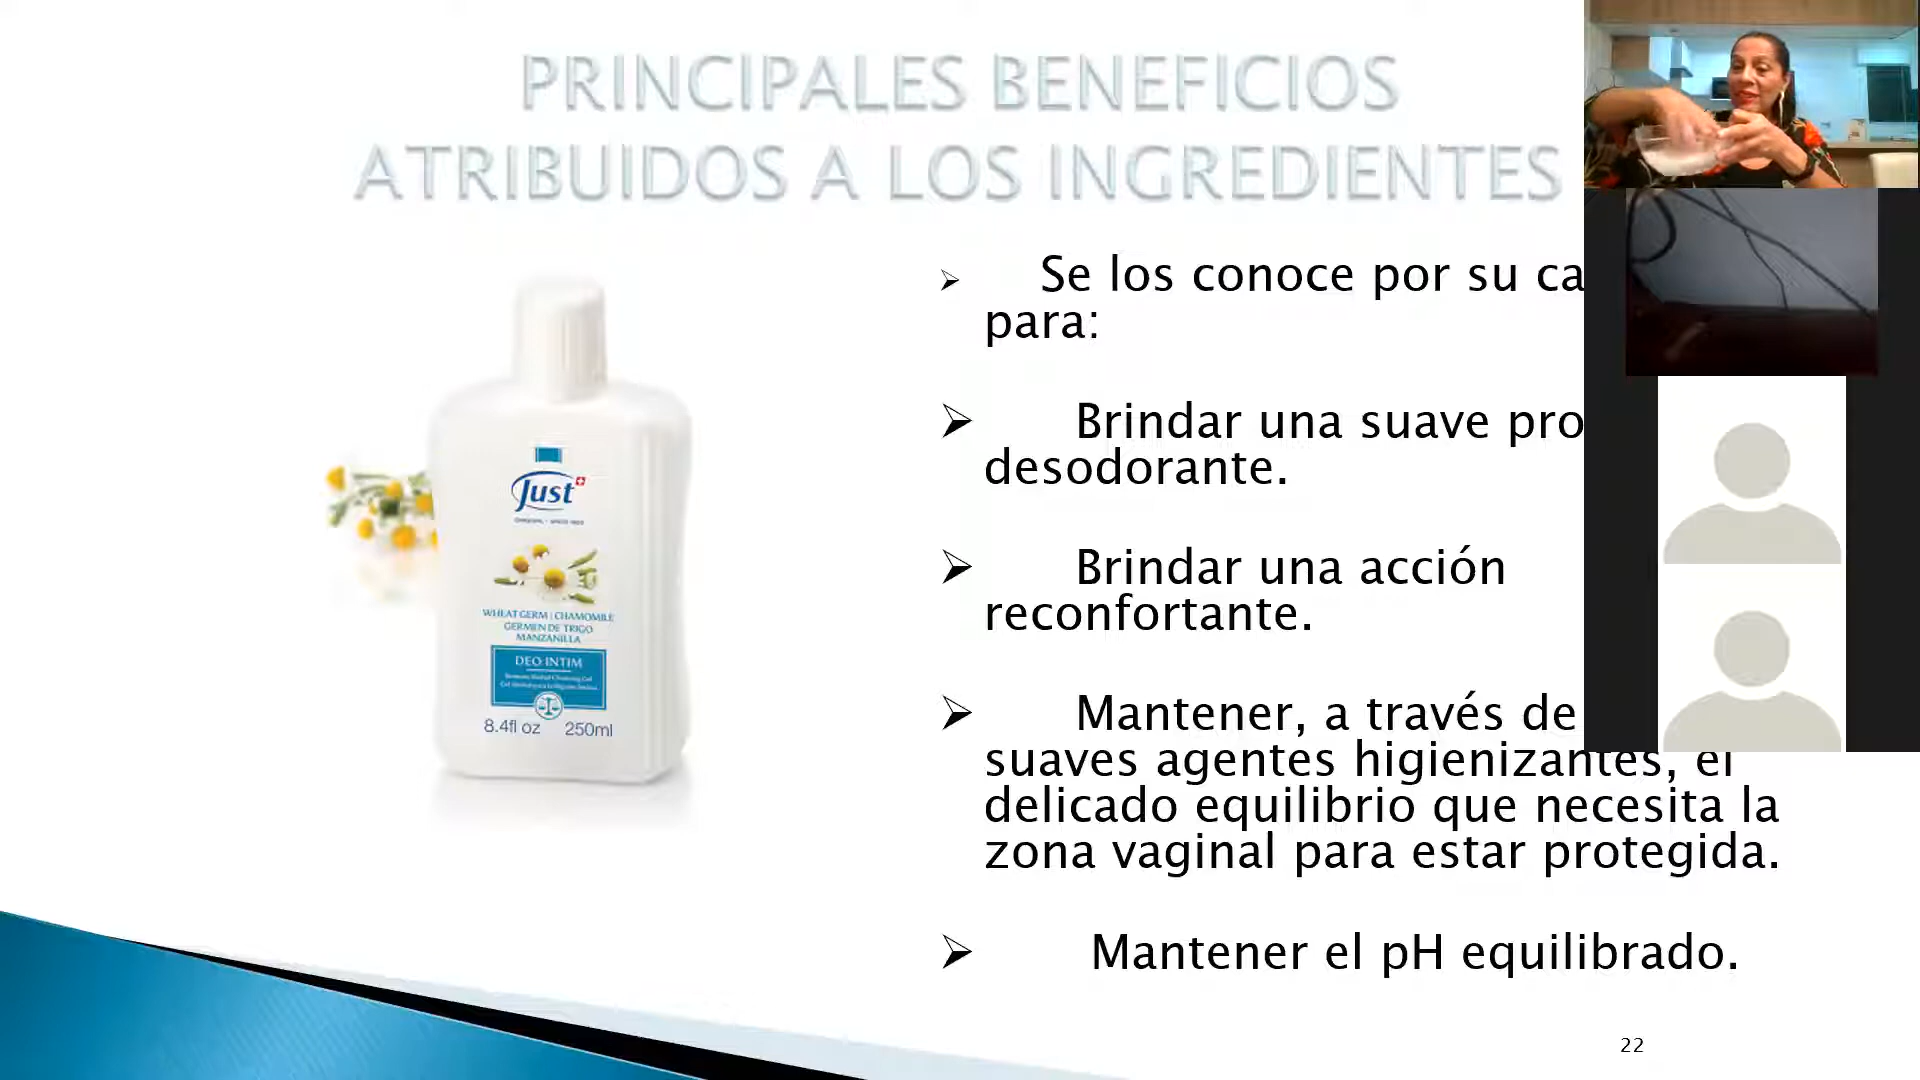 PRINCIPALES BENEFICIOS
ATRIBUIDOS A LOS INGREDIENTES
➢ Se los conoce por su ca
para:
➢ Brindar una suave pro
desodorante.
➢ Brindar una acción
reconfortante.
➢ Mantener, a través de
suaves agentes higienizantes, el
delicado equilibrio que necesita la
zona vaginal para estar protegida.
➢ Mantener el pH equilibrado.
Just
WHEAT GERM | CHAMOMILE
GERMEN DE TRIGO
MANZANILLA
DEO INTIM
8.4fl oz 250ml
22